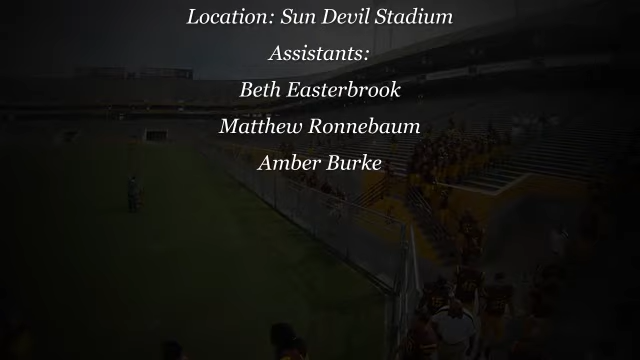 Location: Sun Devil Stadium
Assistants:
Beth Easterbrook
Matthew Ronnebaum
Amber Burke